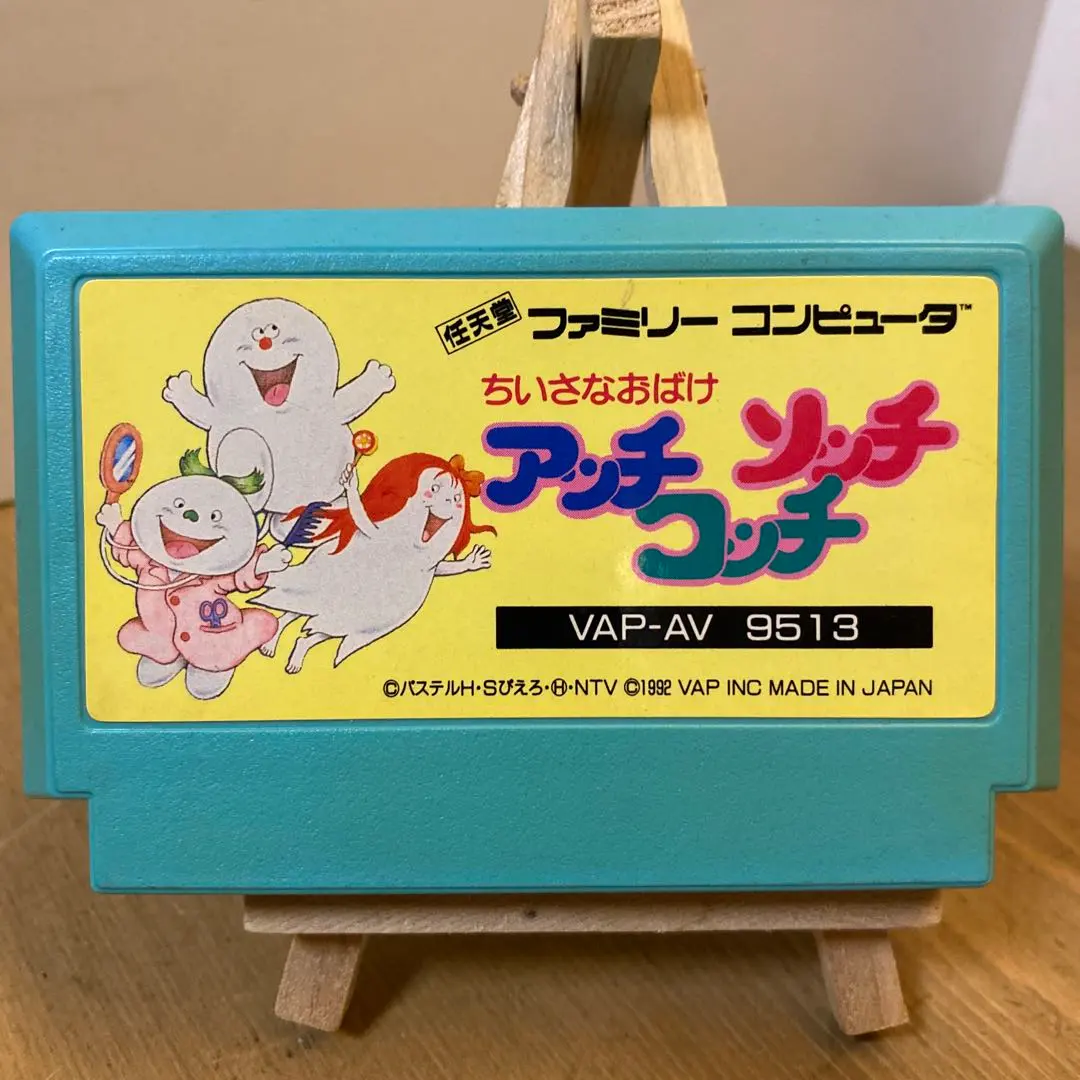 任天堂 ファミリー コンピュータ™
ちいさなおばけ
アッチ ソッチ
コッチ
VAP-AV 9513
©パステルH・Sぴえろ・Ⓗ・NTV ©1992 VAP INC MADE IN JAPAN